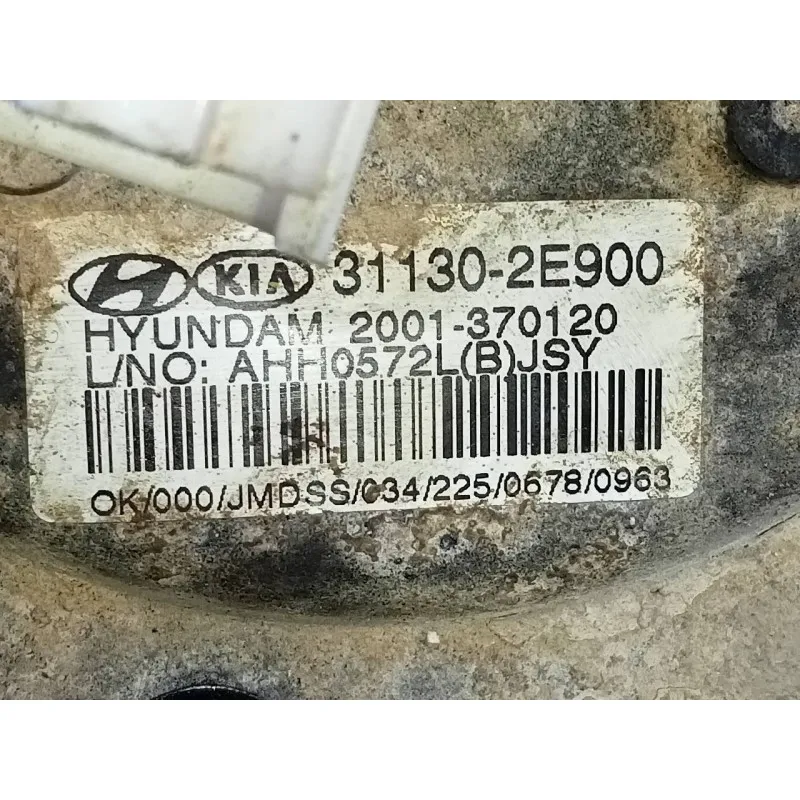 KIA 31130-2E900
HYUNDAM 2001-370120
L/NO: AHH0572L(B)JSY
OK/000/JMDSS/034/225/0678/0963